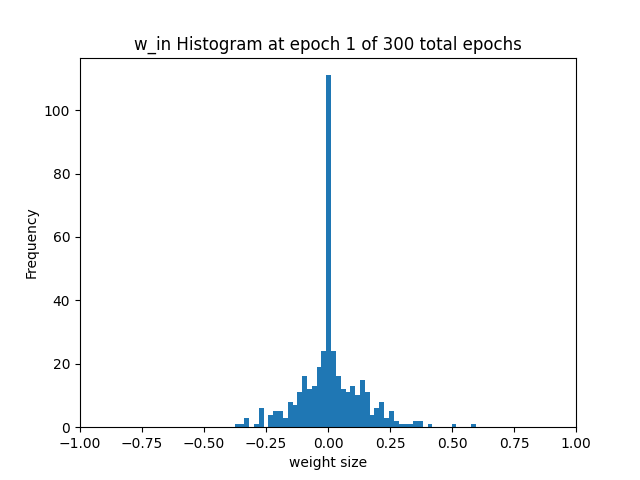 w_in Histogram at epoch 1 of 300 total epochs
Frequency
100
80
60
40
20
0
−1.00 −0.75 −0.50 −0.25 0.00 0.25 0.50 0.75 1.00
weight size